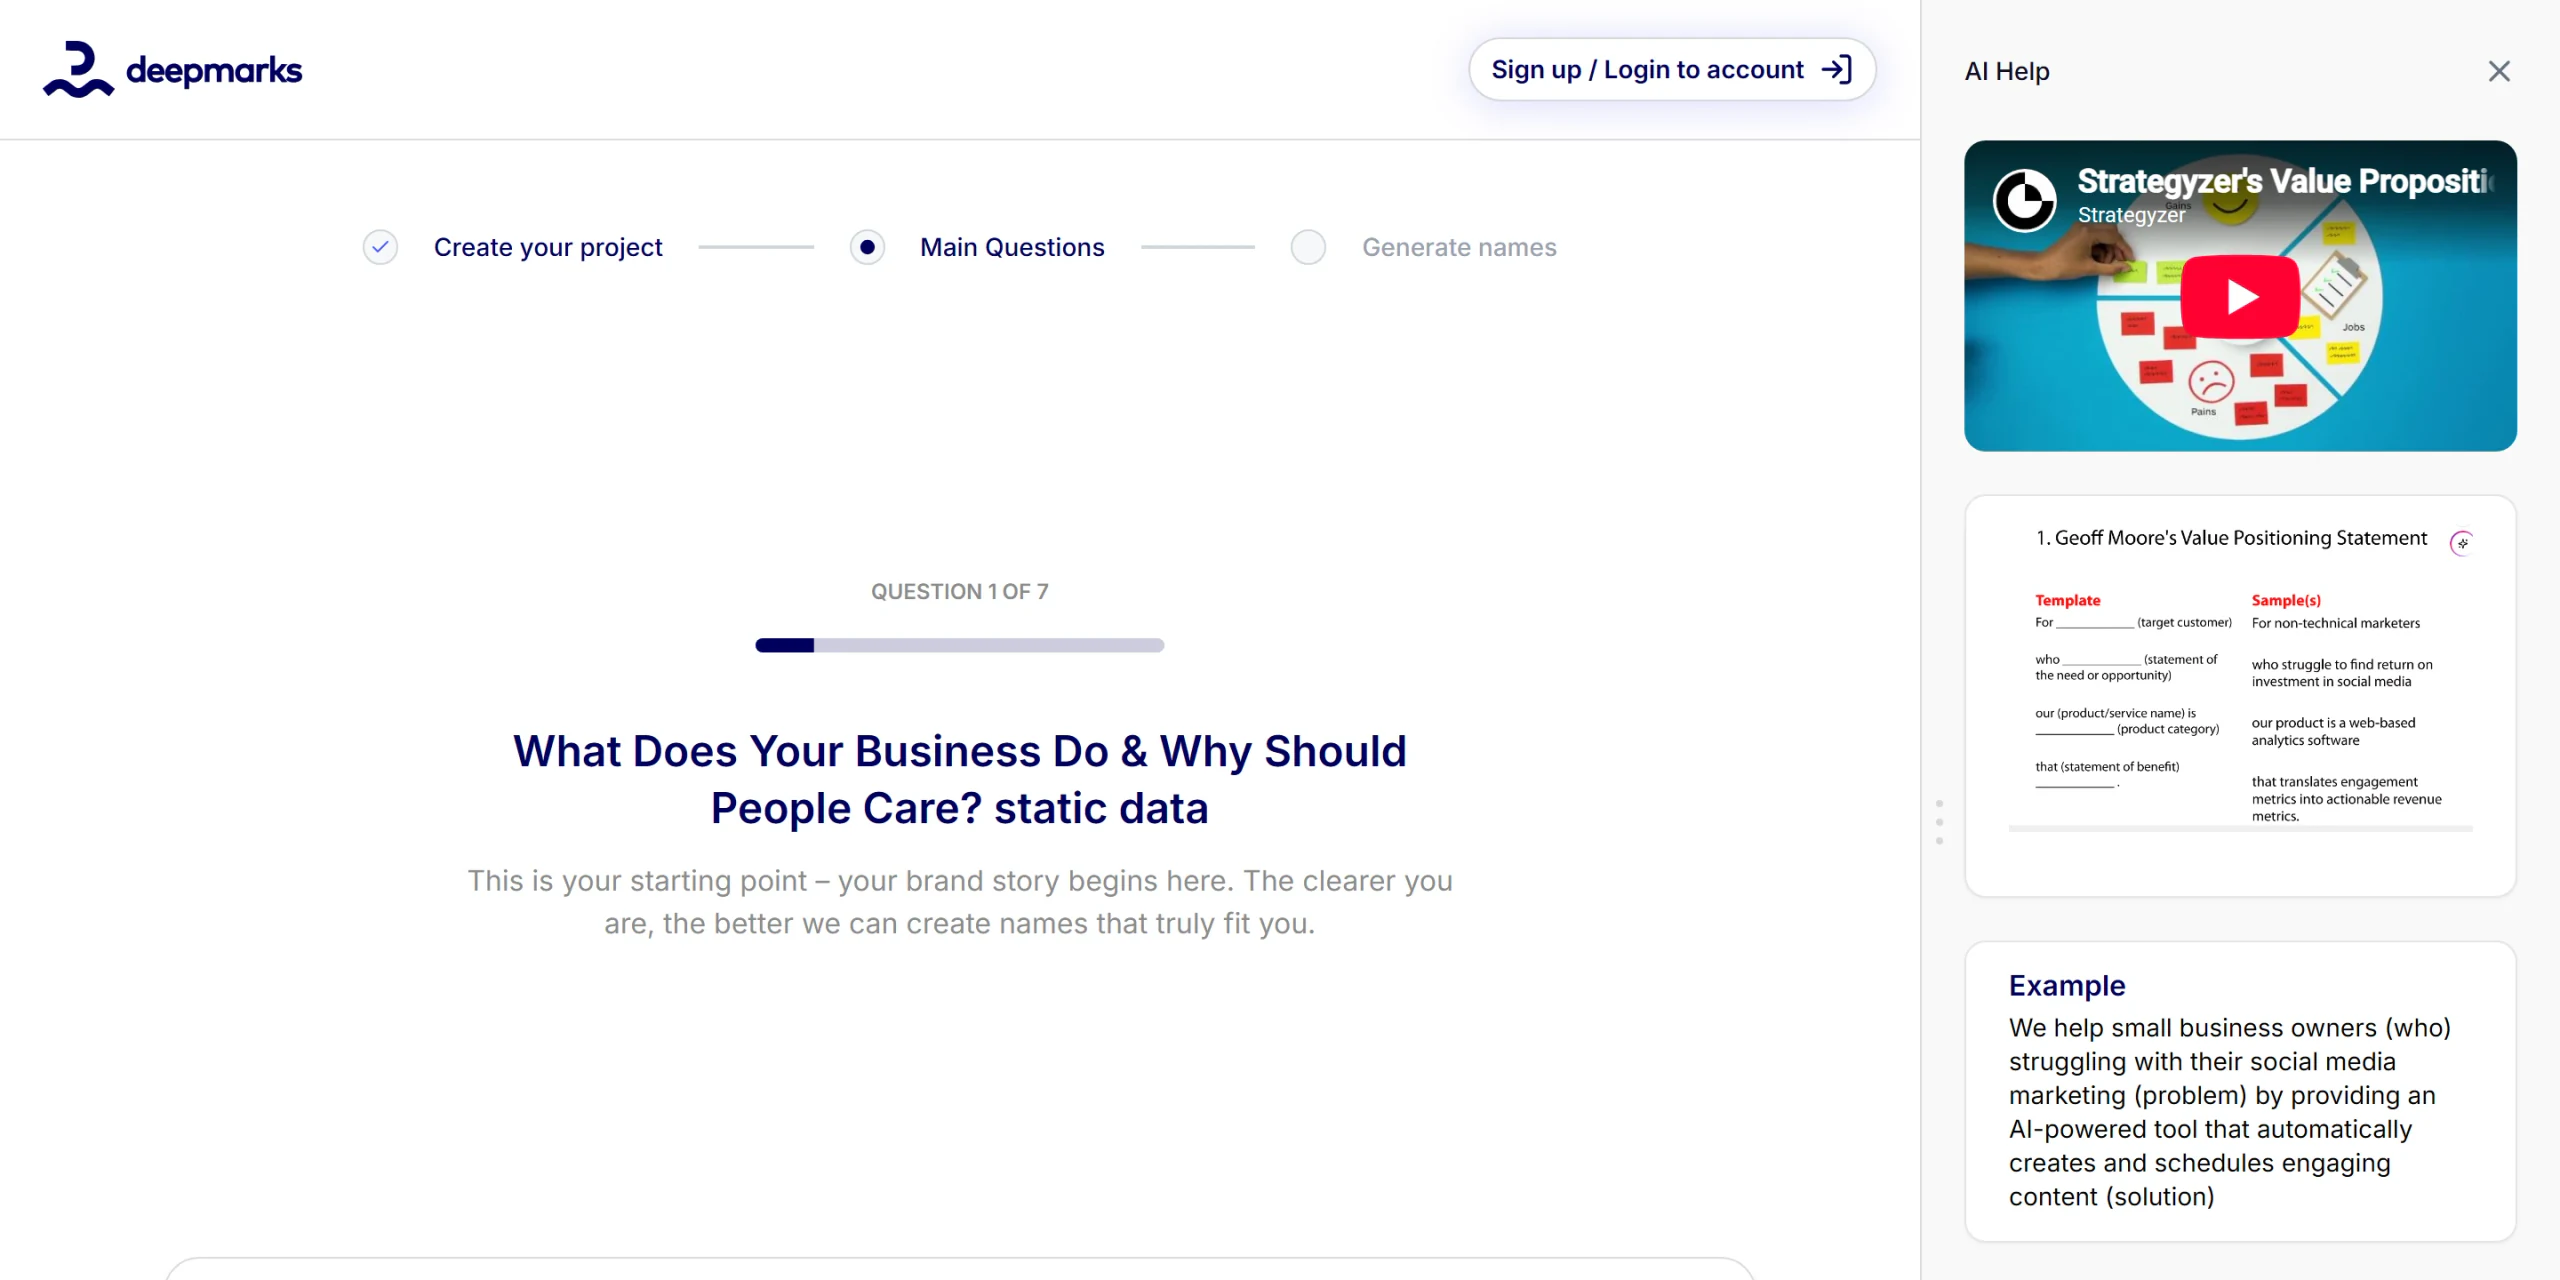 deepmarks
Sign up / Login to account
Create your project
Main Questions
Generate names
QUESTION 1 OF 7
What Does Your Business Do & Why Should
People Care? static data
This is your starting point – your brand story begins here. The clearer you
are, the better we can create names that truly fit you.
AI Help
Strategyzer's Value Propositi
Strategyzer
Gains
Jobs
Pains
1. Geoff Moore's Value Positioning Statement
Template
For ____________ (target customer)
who ____________ (statement of
the need or opportunity)
our (product/service name) is
____________ (product category)
that (statement of benefit)
____________ .
Sample(s)
For non-technical marketers
who struggle to find return on
investment in social media
our product is a web-based
analytics software
that translates engagement
metrics into actionable revenue
metrics.
Example
We help small business owners (who)
struggling with their social media
marketing (problem) by providing an
AI-powered tool that automatically
creates and schedules engaging
content (solution)